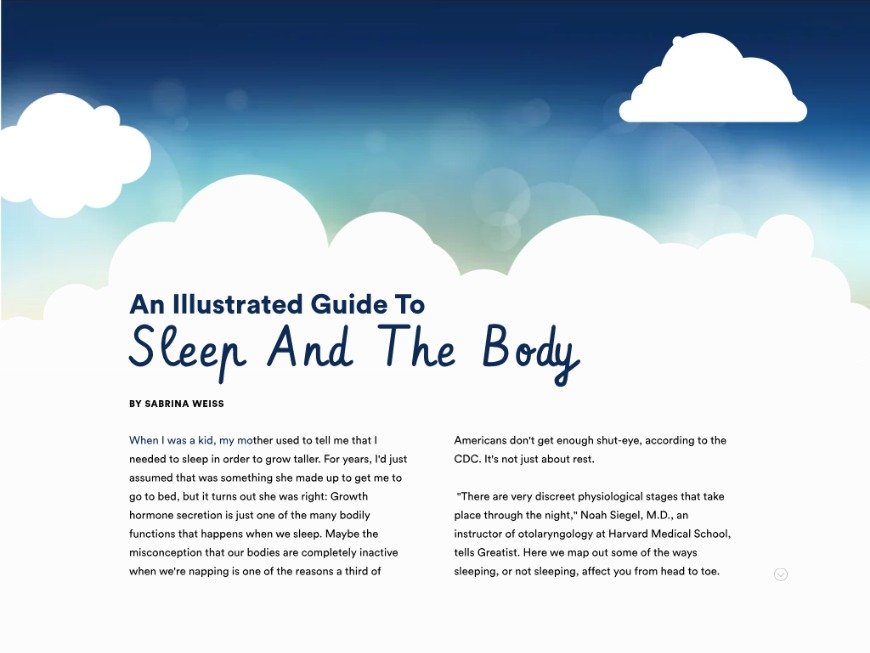 An Illustrated Guide To
Sleep And The Body
BY SABRINA WEISS
When I was a kid, my mother used to tell me that I
needed to sleep in order to grow taller. For years, I'd just
assumed that was something she made up to get me to
go to bed, but it turns out she was right: Growth
hormone secretion is just one of the many bodily
functions that happens when we sleep. Maybe the
misconception that our bodies are completely inactive
when we're napping is one of the reasons a third of
Americans don't get enough shut-eye, according to the
CDC. It's not just about rest.
"There are very discreet physiological stages that take
place through the night," Noah Siegel, M.D., an
instructor of otolaryngology at Harvard Medical School,
tells Greatist. Here we map out some of the ways
sleeping, or not sleeping, affect you from head to toe.